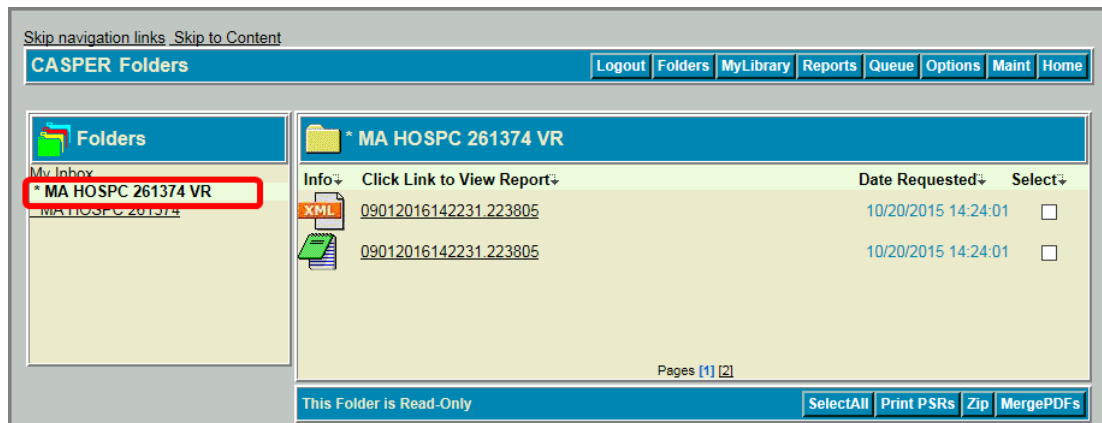 Skip navigation links Skip to Content
CASPER Folders
Logout Folders MyLibrary Reports Queue Options Maint Home
Folders
My Inbox
* MA HOSPC 261374 VR
MA HOSPC 261374
* MA HOSPC 261374 VR
Info Click Link to View Report Date Requested Select
XML 09012016142231.223805 10/20/2015 14:24:01
09012016142231.223805 10/20/2015 14:24:01
Pages [1] [2]
This Folder is Read-Only
SelectAll Print PSRs Zip MergePDFs